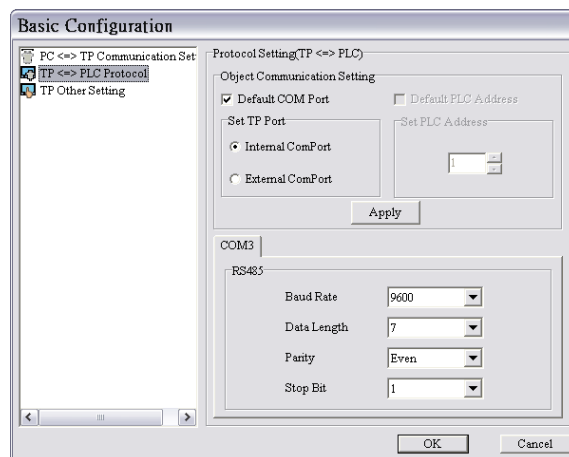 Basic Configuration
PC <=> TP Communication Set
TP <=> PLC Protocol
TP Other Setting
Protocol Setting(TP <=> PLC)
Object Communication Setting
Default COM Port
Default PLC Address
Set TP Port
Set PLC Address
Internal ComPort
1
External ComPort
Apply
COM3
RS485
Baud Rate 9600
Data Length 7
Parity Even
Stop Bit 1
OK Cancel